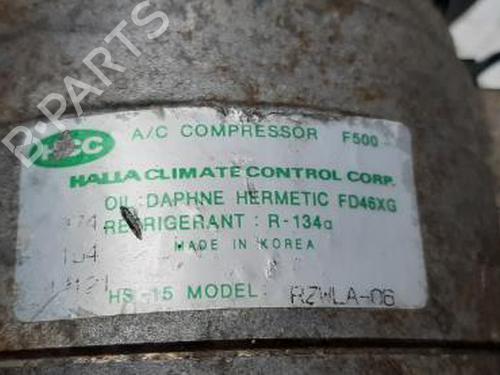 HCC A/C COMPRESSOR F500
HALLA CLIMATE CONTROL CORP.
OIL :DAPHNE HERMETIC FD46XG
REFRIGERANT : R-134a
MADE IN KOREA
HS-15 MODEL: RZWLA-06
B-PARTS